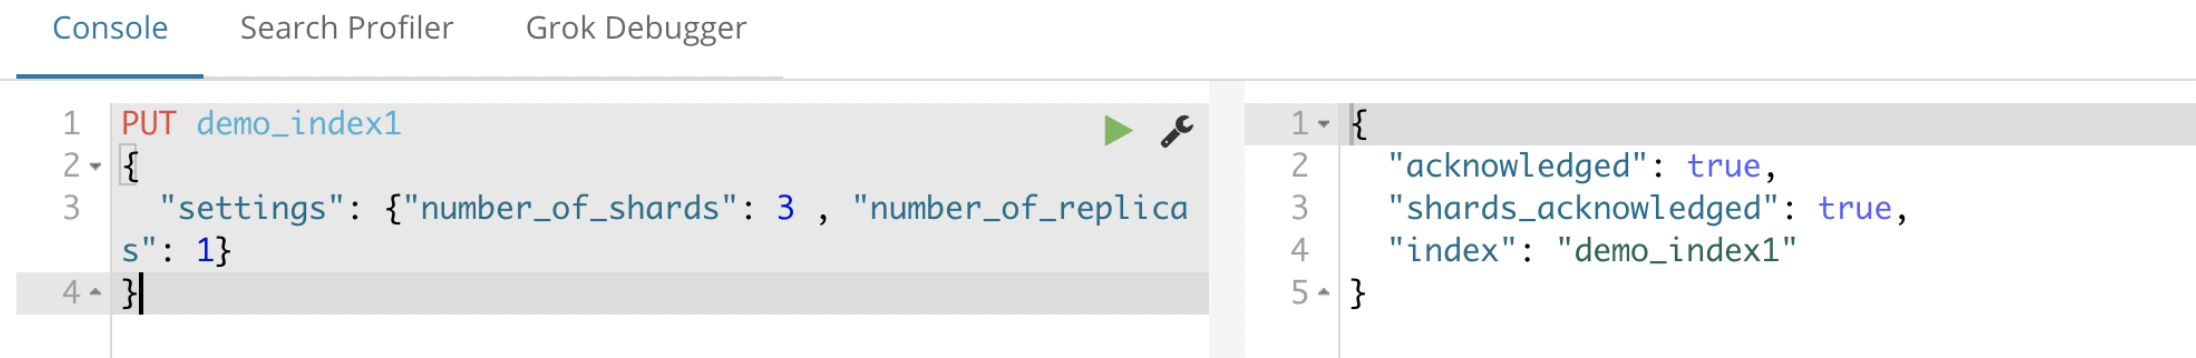 Console Search Profiler Grok Debugger
1 PUT demo_index1
2 {
3 "settings": {"number_of_shards": 3 , "number_of_replica
s": 1}
4 }
1 {
2 "acknowledged": true,
3 "shards_acknowledged": true,
4 "index": "demo_index1"
5 }